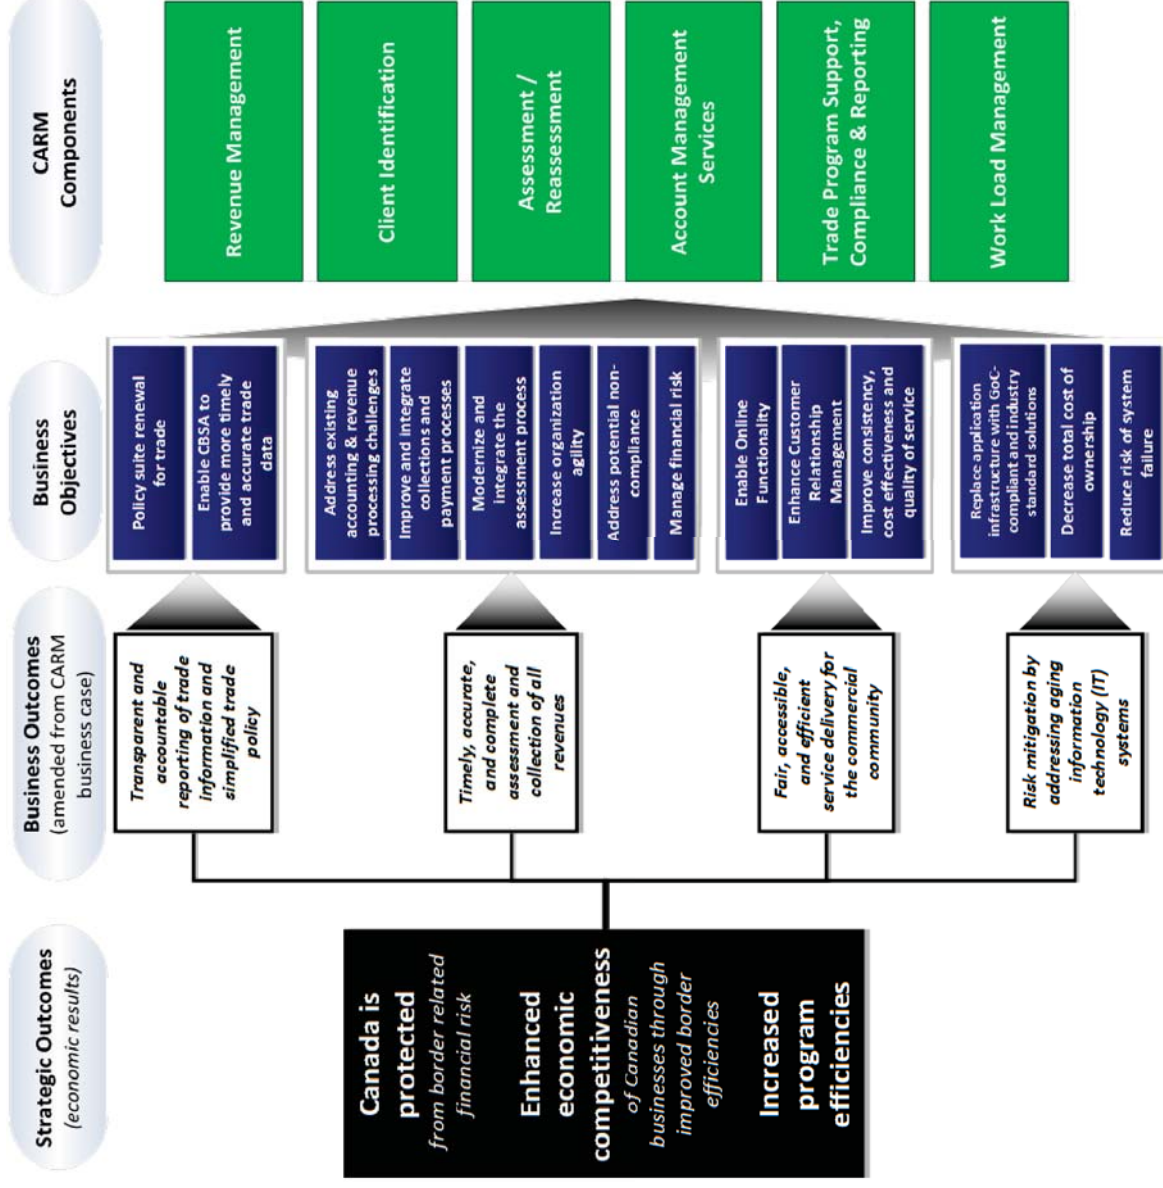 Strategic Outcomes
(economic results)
Canada is
protected
from border related
financial risk
Enhanced
economic
competitiveness
of Canadian
businesses through
improved border
efficiencies
Increased
program
efficiencies
Business Outcomes
(amended from CARM
business case)
Transparent and
accountable
reporting of trade
information and
simplified trade
policy
Timely, accurate,
and complete
assessment and
collection of all
revenues
Fair, accessible,
and efficient
service delivery for
the commercial
community
Risk mitigation by
addressing aging
information
technology (IT)
systems
Business
Objectives
Policy suite renewal
for trade
Enable CBSA to
provide more timely
and accurate trade
data
Address existing
accounting & revenue
processing challenges
Improve and integrate
collections and
payment processes
Modernize and
integrate the
assessment process
Increase organization
agility
Address potential non-
compliance
Manage financial risk
Enable Online
Functionality
Enhance Customer
Relationship
Management
Improve consistency,
cost effectiveness and
quality of service
Replace application
infrastructure with GoC-
compliant and industry
standard solutions
Decrease total cost of
ownership
Reduce risk of system
failure
CARM
Components
Revenue Management
Client Identification
Assessment /
Reassessment
Account Management
Services
Trade Program Support,
Compliance & Reporting
Work Load Management